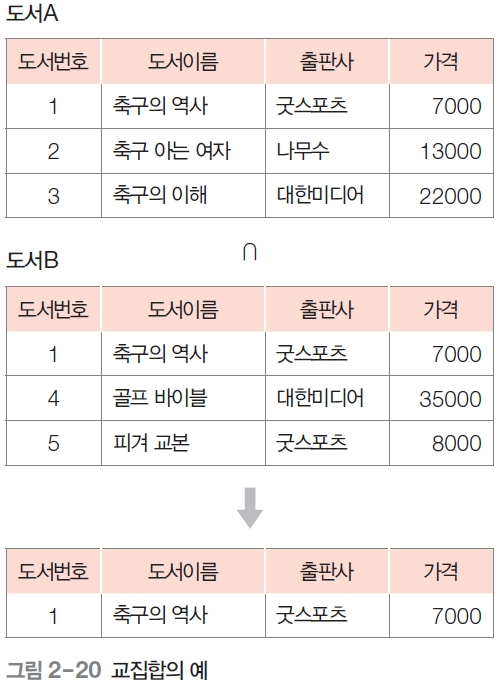 도서A
도서번호 도서이름 출판사 가격
1 축구의 역사 굿스포츠 7000
2 축구 아는 여자 나무수 13000
3 축구의 이해 대한미디어 22000
∩
도서B
도서번호 도서이름 출판사 가격
1 축구의 역사 굿스포츠 7000
4 골프 바이블 대한미디어 35000
5 피겨 교본 굿스포츠 8000
도서번호 도서이름 출판사 가격
1 축구의 역사 굿스포츠 7000
그림 2-20 교집합의 예